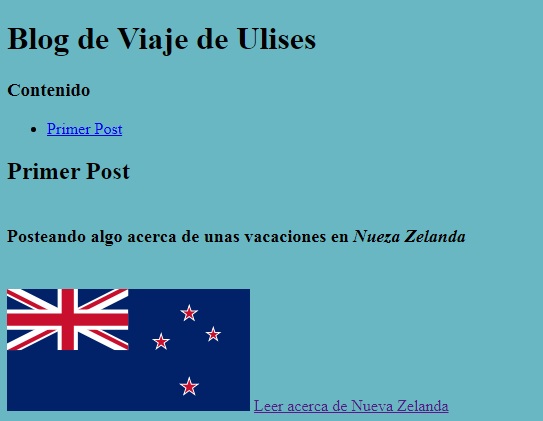 Blog de Viaje de Ulises
Contenido
Primer Post
Primer Post
Posteando algo acerca de unas vacaciones en Nueza Zelanda
Leer acerca de Nueva Zelanda